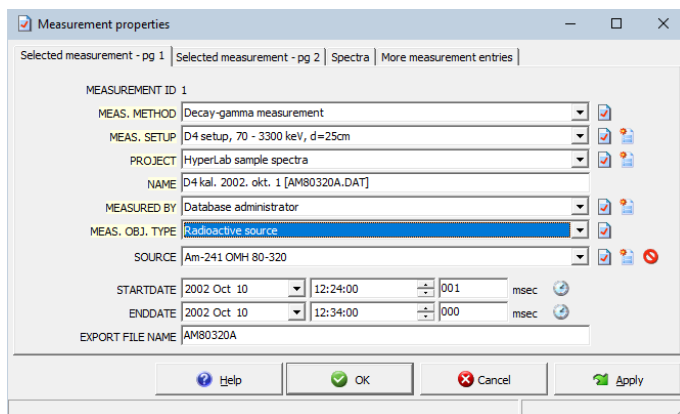 Measurement properties
Selected measurement - pg 1 Selected measurement - pg 2 Spectra More measurement entries
MEASUREMENT ID 1
MEAS. METHOD Decay-gamma measurement
MEAS. SETUP D4 setup, 70 - 3300 keV, d=25cm
PROJECT HyperLab sample spectra
NAME D4 kal. 2002. okt. 1 [AM80320A.DAT]
MEASURED BY Database administrator
MEAS. OBJ. TYPE Radioactive source
SOURCE Am-241 OMH 80-320
STARTDATE 2002 Oct 10 12:24:00 001 msec
ENDDATE 2002 Oct 10 12:34:00 000 msec
EXPORT FILE NAME AM80320A
Help OK Cancel Apply